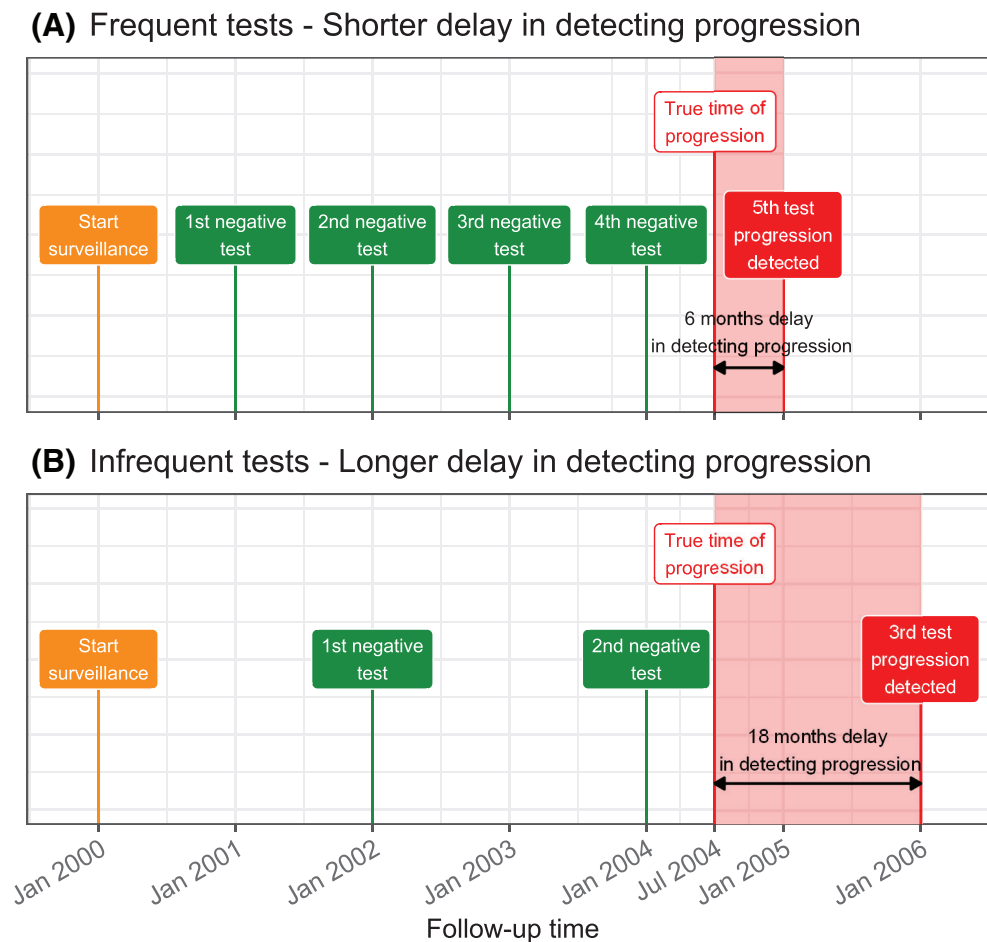 (A) Frequent tests - Shorter delay in detecting progression
True time of
progression
Start
surveillance
1st negative
test
2nd negative
test
3rd negative
test
4th negative
test
5th test
progression
detected
6 months delay
in detecting progression
(B) Infrequent tests - Longer delay in detecting progression
True time of
progression
Start
surveillance
1st negative
test
2nd negative
test
3rd test
progression
detected
18 months delay
in detecting progression
Jan 2000
Jan 2001
Jan 2002
Jan 2003
Jan 2004
Jul 2004
Jan 2005
Jan 2006
Follow-up time